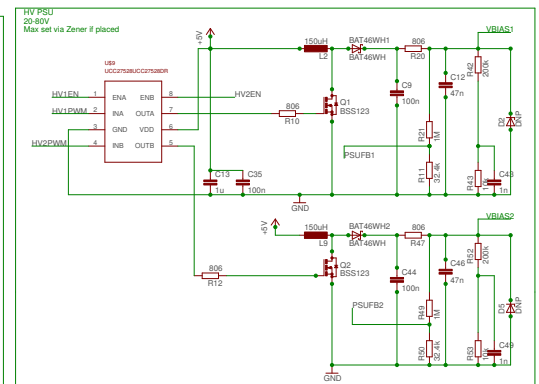 HV PSU
20-80V
Max set via Zener if placed
+5V
150uH
L2
BAT46WH1
BAT46WH
806
R20
VBIAS1
U$9
UCC27528UCC27528DR
HV1EN
1
ENA
ENB
8
HV2EN
HV1PWM
2
INA
OUTA
7
3
GND
VDD
6
HV2PWM
4
INB
OUTB
5
806
R10
Q1
BSS123
C9
100n
C12
47n
R42
200k
D2
DNP
R21
1M
PSUFB1
R11
32.4k
R43
10k
C43
1n
C13
1u
C35
100n
GND
+5V
150uH
L9
BAT46WH2
BAT46WH
806
R47
VBIAS2
806
R12
Q2
BSS123
C44
100n
C46
47n
R52
200k
D5
DNP
R49
1M
PSUFB2
R50
32.4k
R53
10k
C49
1n
GND